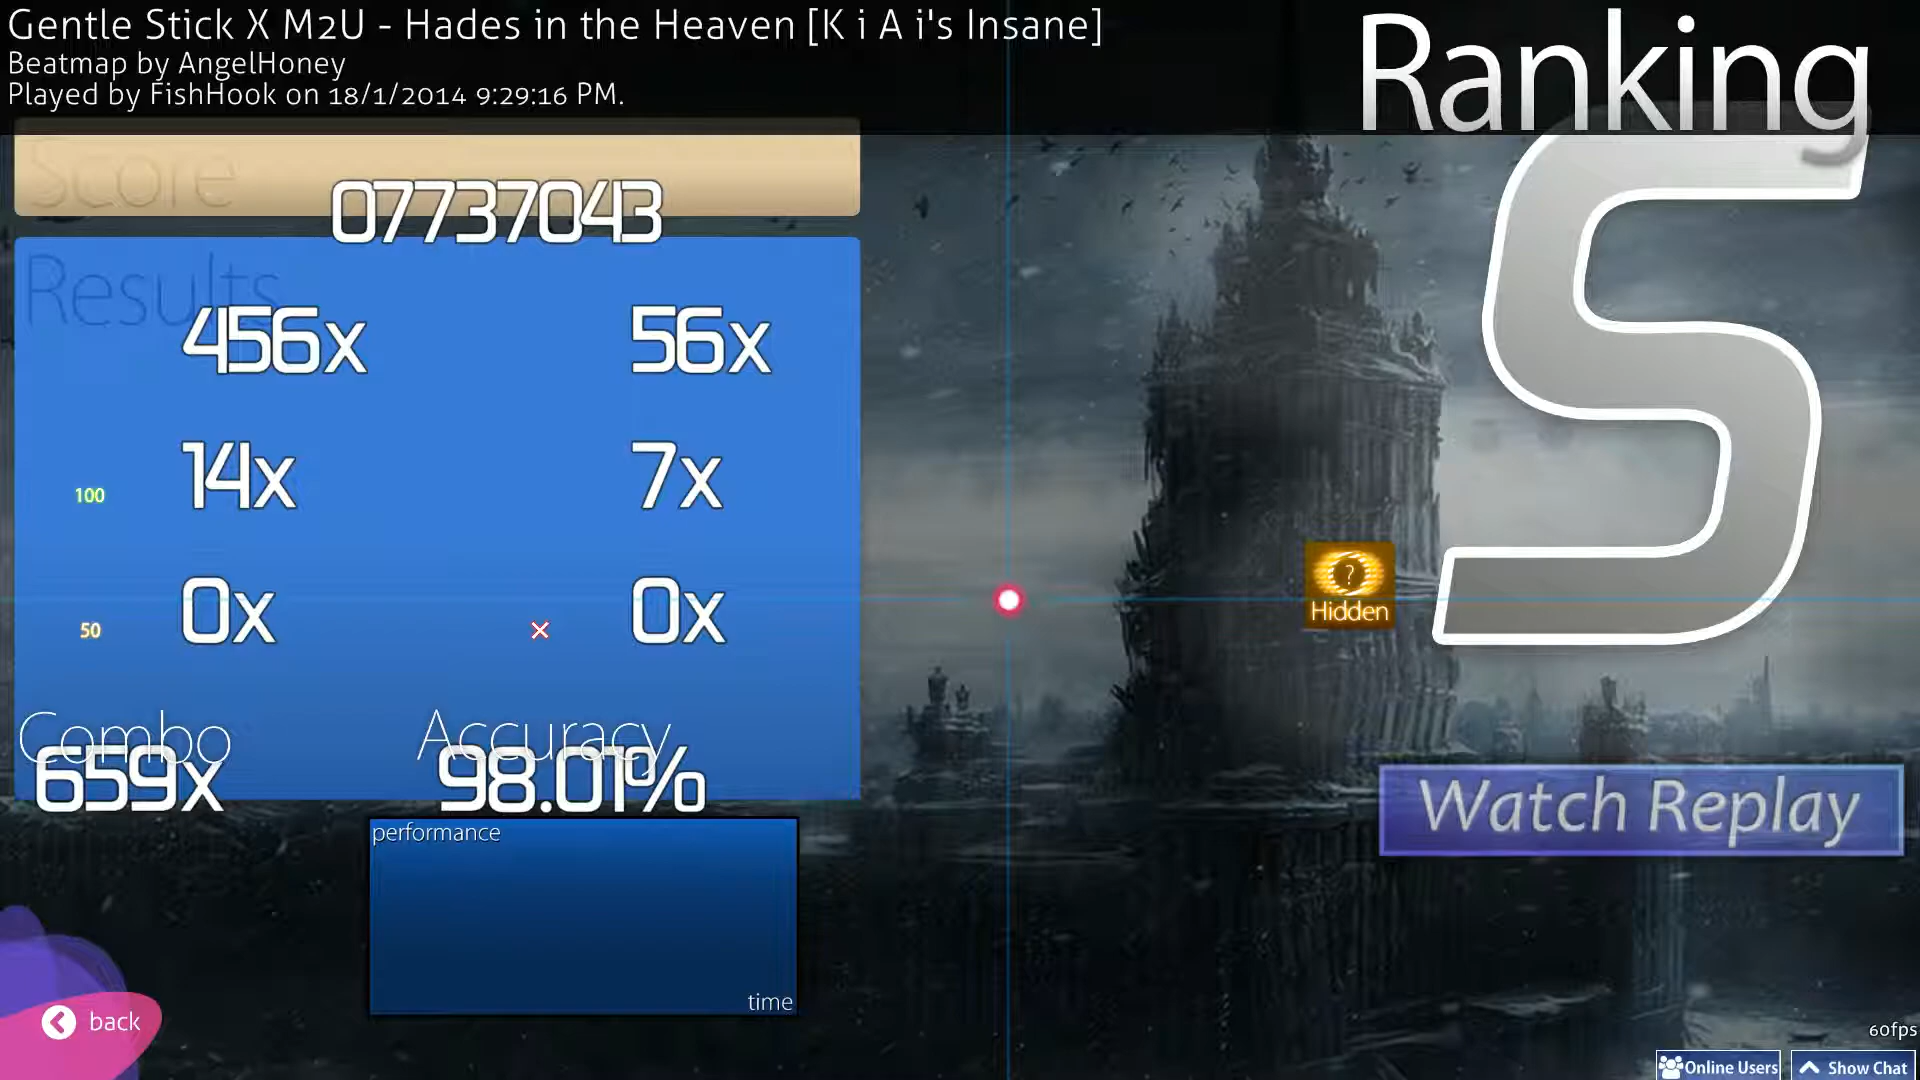 Gentle Stick X M2U - Hades in the Heaven [K i A i's Insane]
Beatmap by AngelHoney
Played by FishHook on 18/1/2014 9:29:16 PM.
Ranking
Score
07737043
Results
456x 56x
100 14x 7x
50 0x 0x
Combo Accuracy
659x 98.01%
S
?
Hidden
Watch Replay
performance
time
back
60fps
Online Users Show Chat